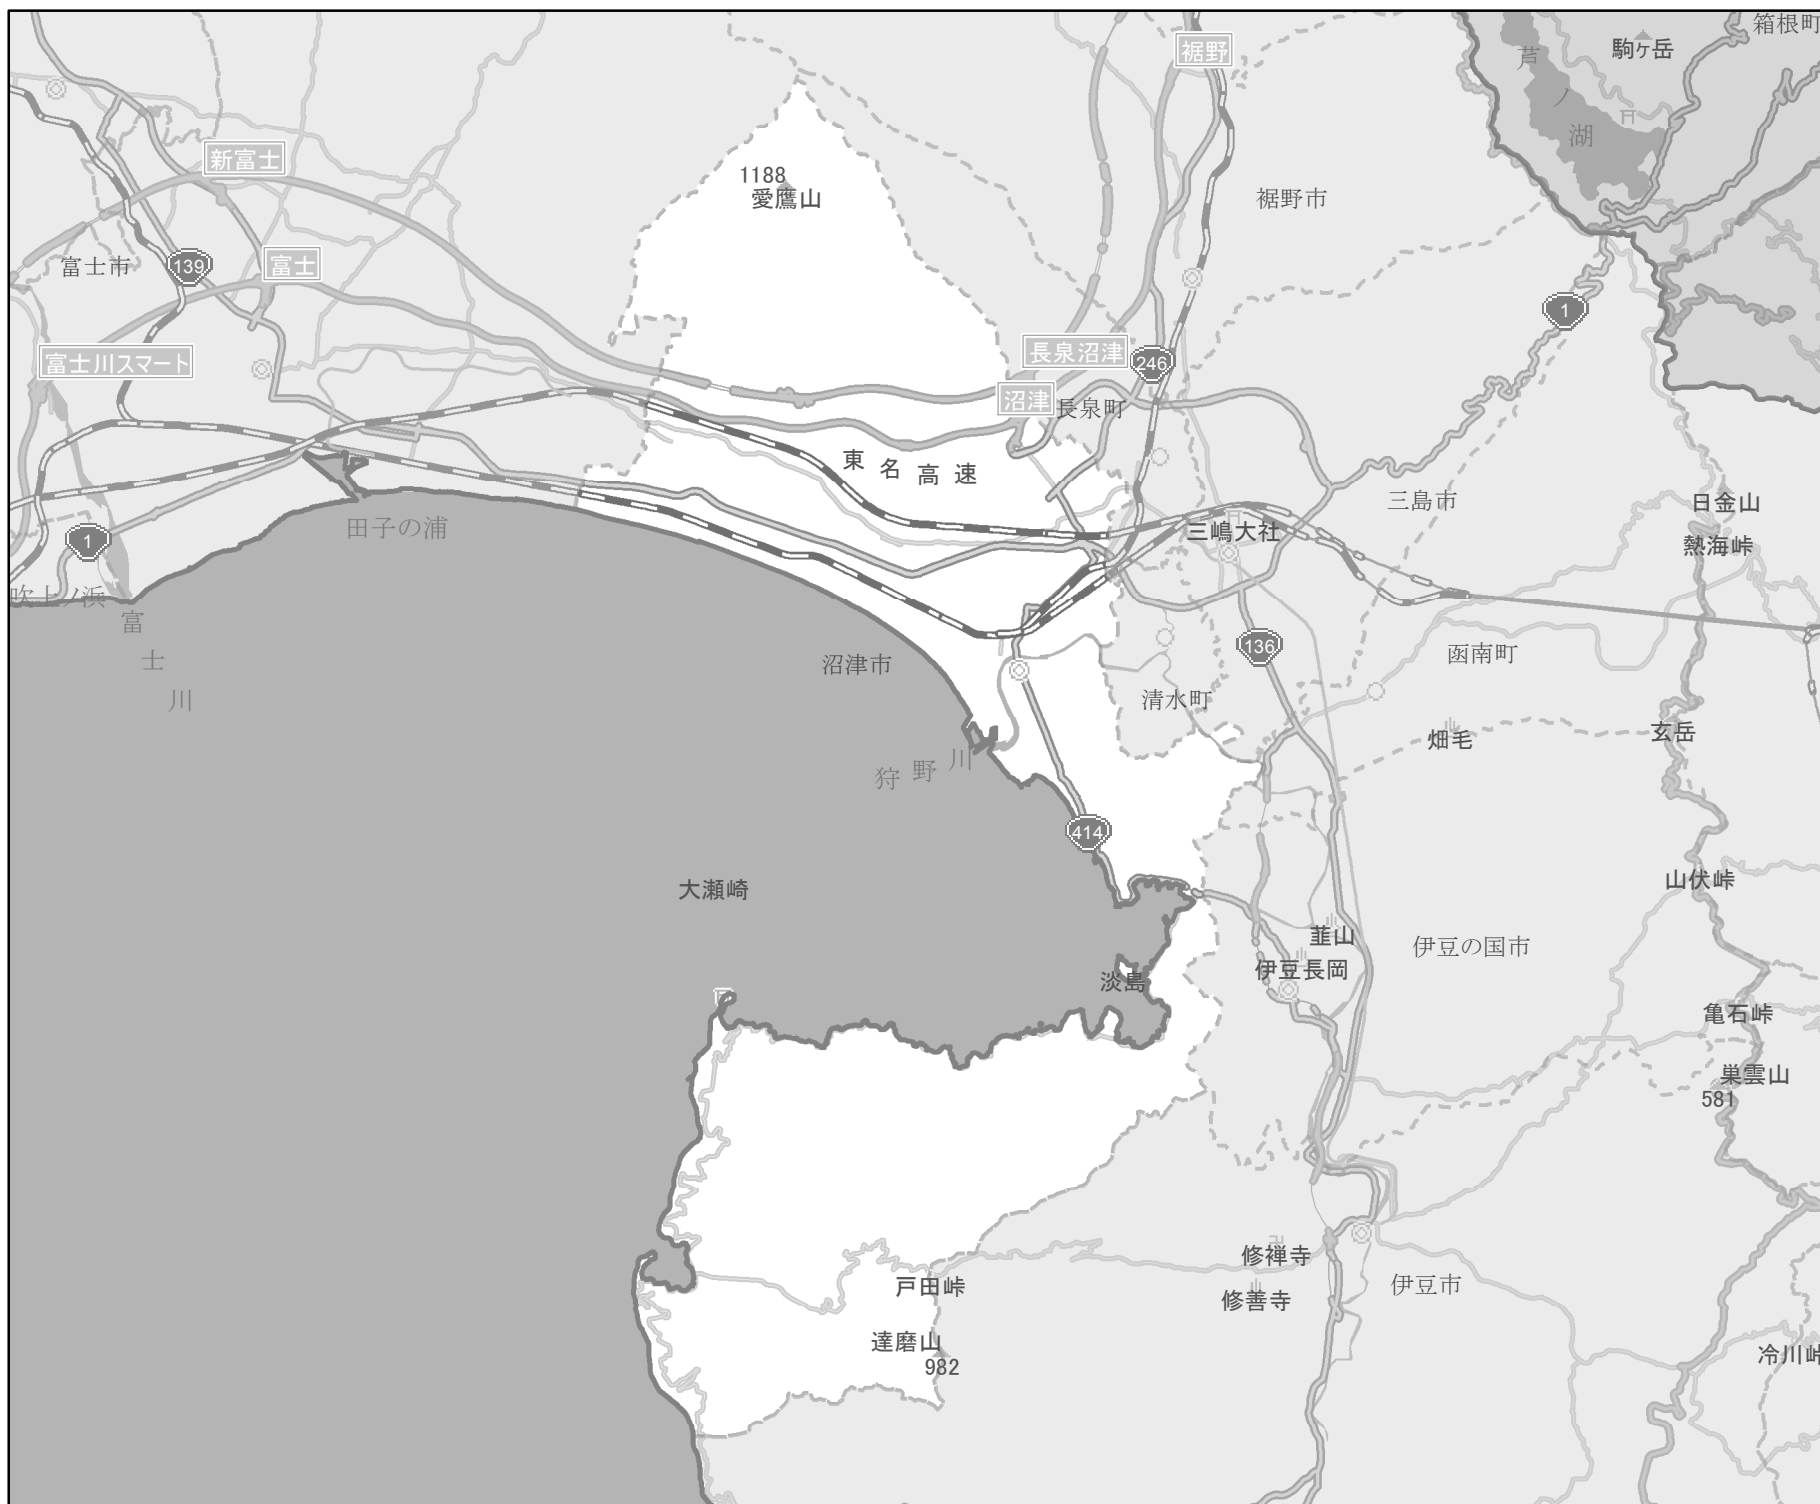 箱根町
裾野
駒ヶ岳
芦ノ湖
新富士
1188
愛鷹山
裾野市
富士市
139
富士
1
富士川スマート
長泉沼津
246
沼津
長泉町
東名高速
三島市
日金山
田子の浦
1
三嶋大社
熱海峠
吹上ノ浜
富士川
沼津市
136
函南町
清水町
玄岳
畑毛
狩野川
414
大瀬崎
山伏峠
韮山
伊豆の国市
伊豆長岡
淡島
亀石峠
巣雲山
581
修禅寺
戸田峠
伊豆市
修善寺
達磨山
982
冷川峠